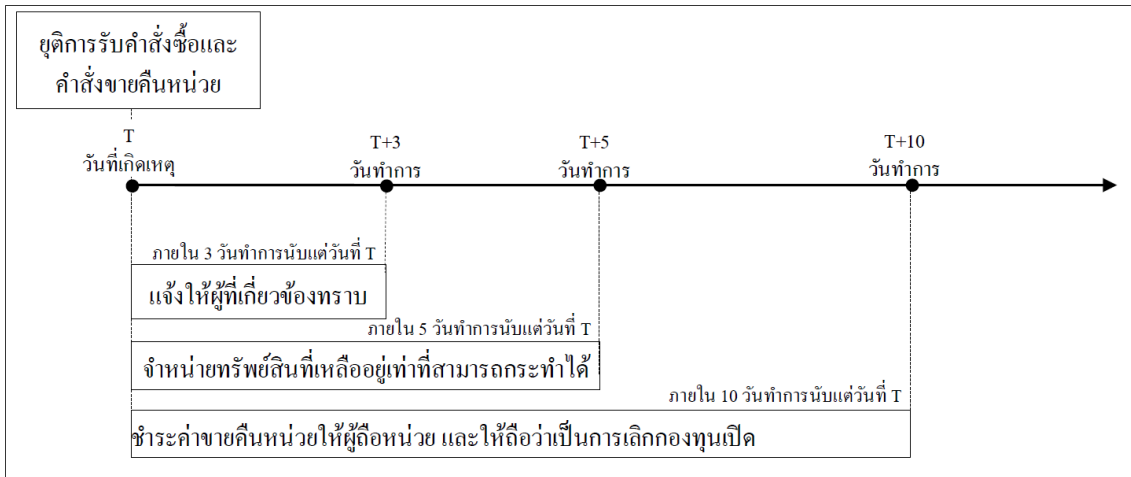 ยุติการรับคำสั่งซื้อและ
คำสั่งขายคืนหน่วย
T
วันที่เกิดเหตุ
T+3
วันทำการ
T+5
วันทำการ
T+10
วันทำการ
ภายใน 3 วันทำการนับแต่วันที่ T
แจ้งให้ผู้ที่เกี่ยวข้องทราบ
ภายใน 5 วันทำการนับแต่วันที่ T
จำหน่ายทรัพย์สินที่เหลืออยู่เท่าที่สามารถกระทำได้
ภายใน 10 วันทำการนับแต่วันที่ T
ชำระค่าขายคืนหน่วยให้ผู้ถือหน่วย และให้ถือว่าเป็นการเลิกกองทุนเปิด